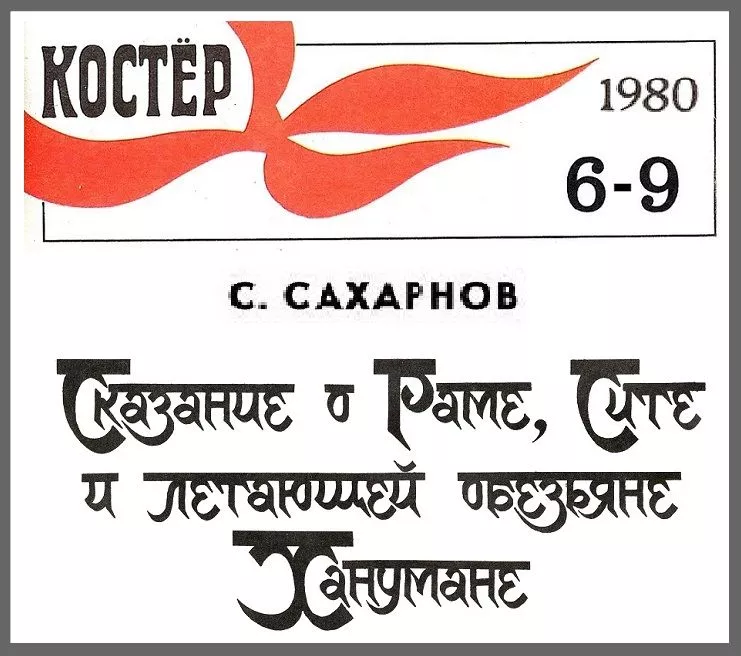 КОСТЁР
1980
6-9
С. САХАРНОВ
Сказание о Раме, Сите
и летающей обезьяне
Ханумане